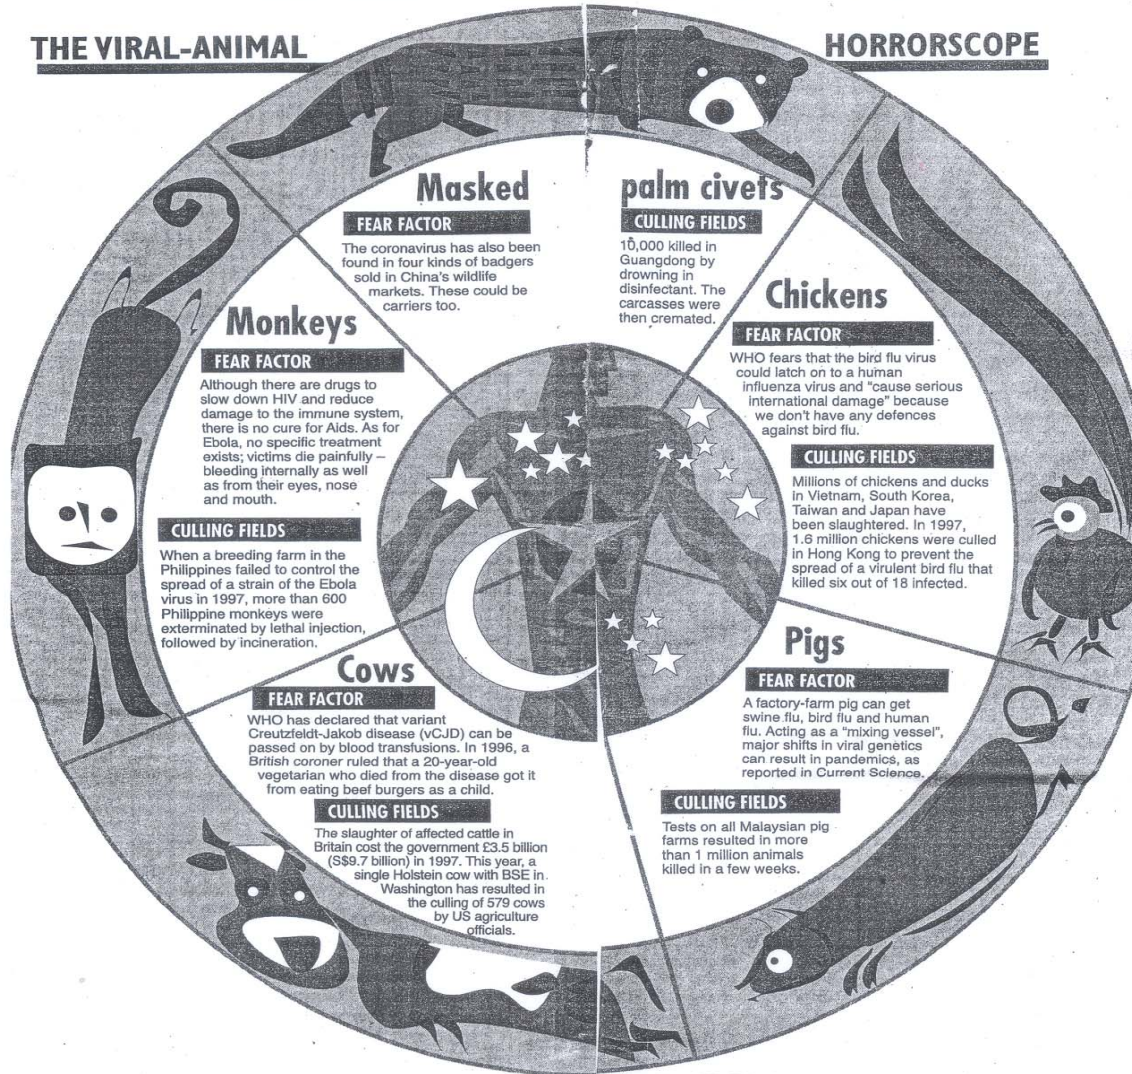 THE VIRAL-ANIMAL HORRORSCOPE
Masked palm civets
FEAR FACTOR
The coronavirus has also been
found in four kinds of badgers
sold in China's wildlife
markets. These could be
carriers too.
CULLING FIELDS
10,000 killed in
Guangdong by
drowning in
disinfectant. The
carcasses were
then cremated.
Chickens
FEAR FACTOR
WHO fears that the bird flu virus
could latch on to a human
influenza virus and "cause serious
international damage" because
we don't have any defences
against bird flu.
CULLING FIELDS
Millions of chickens and ducks
in Vietnam, South Korea,
Taiwan and Japan have
been slaughtered. In 1997,
1.6 million chickens were culled
in Hong Kong to prevent the
spread of a virulent bird flu that
killed six out of 18 infected.
Pigs
FEAR FACTOR
A factory-farm pig can get
swine flu, bird flu and human
flu. Acting as a "mixing vessel",
major shifts in viral genetics
can result in pandemics, as
reported in Current Science.
CULLING FIELDS
Tests on all Malaysian pig
farms resulted in more
than 1 million animals
killed in a few weeks.
Cows
FEAR FACTOR
WHO has declared that variant
Creutzfeldt-Jakob disease (vCJD) can be
passed on by blood transfusions. In 1996, a
British coroner ruled that a 20-year-old
vegetarian who died from the disease got it
from eating beef burgers as a child.
CULLING FIELDS
The slaughter of affected cattle in
Britain cost the government £3.5 billion
(S$9.7 billion) in 1997. This year, a
single Holstein cow with BSE in
Washington has resulted in
the culling of 579 cows
by US agriculture
officials.
Monkeys
FEAR FACTOR
Although there are drugs to
slow down HIV and reduce
damage to the immune system,
there is no cure for Aids. As for
Ebola, no specific treatment
exists; victims die painfully –
bleeding internally as well
as from their eyes, nose
and mouth.
CULLING FIELDS
When a breeding farm in the
Philippines failed to control the
spread of a strain of the Ebola
virus in 1997, more than 600
Philippine monkeys were
exterminated by lethal injection,
followed by incineration.